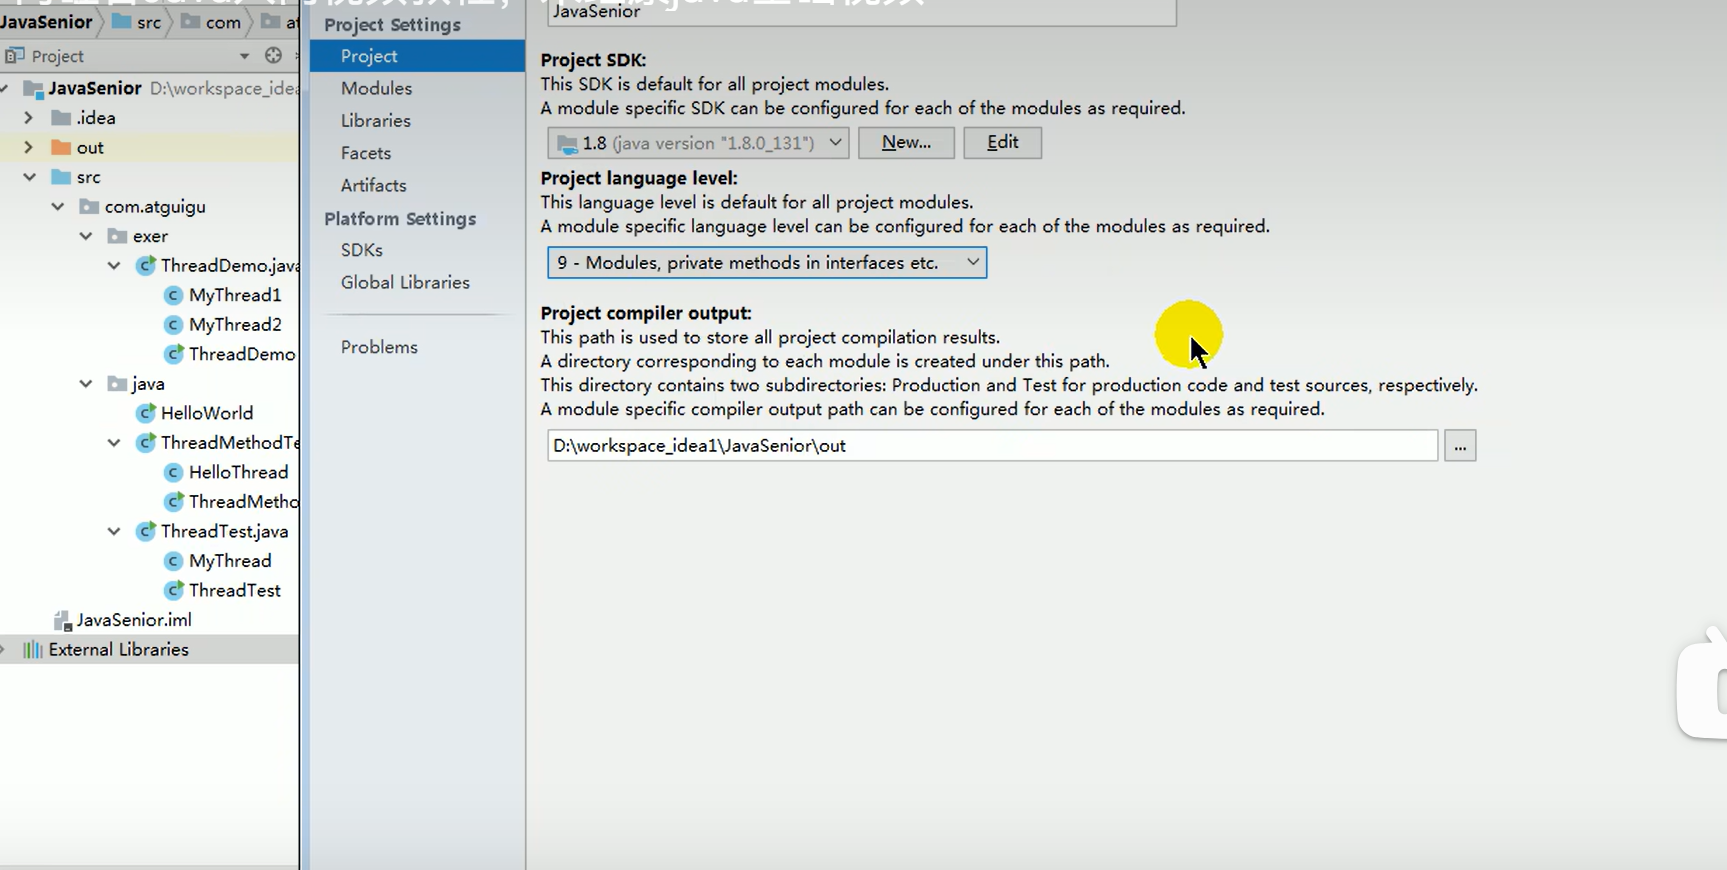 JavaSenior
src
com
Project
JavaSenior D:\workspace_idea
.idea
out
src
com.atguigu
exer
ThreadDemo.java
MyThread1
MyThread2
ThreadDemo
java
HelloWorld
ThreadMethodTe
HelloThread
ThreadMetho
ThreadTest.java
MyThread
ThreadTest
JavaSenior.iml
External Libraries
Project Settings
Project
Modules
Libraries
Facets
Artifacts
Platform Settings
SDKs
Global Libraries
Problems
JavaSenior
Project SDK:
This SDK is default for all project modules.
A module specific SDK can be configured for each of the modules as required.
1.8 (java version "1.8.0_131")
New...
Edit
Project language level:
This language level is default for all project modules.
A module specific language level can be configured for each of the modules as required.
9 - Modules, private methods in interfaces etc.
Project compiler output:
This path is used to store all project compilation results.
A directory corresponding to each module is created under this path.
This directory contains two subdirectories: Production and Test for production code and test sources, respectively.
A module specific compiler output path can be configured for each of the modules as required.
D:\workspace_idea1\JavaSenior\out
...